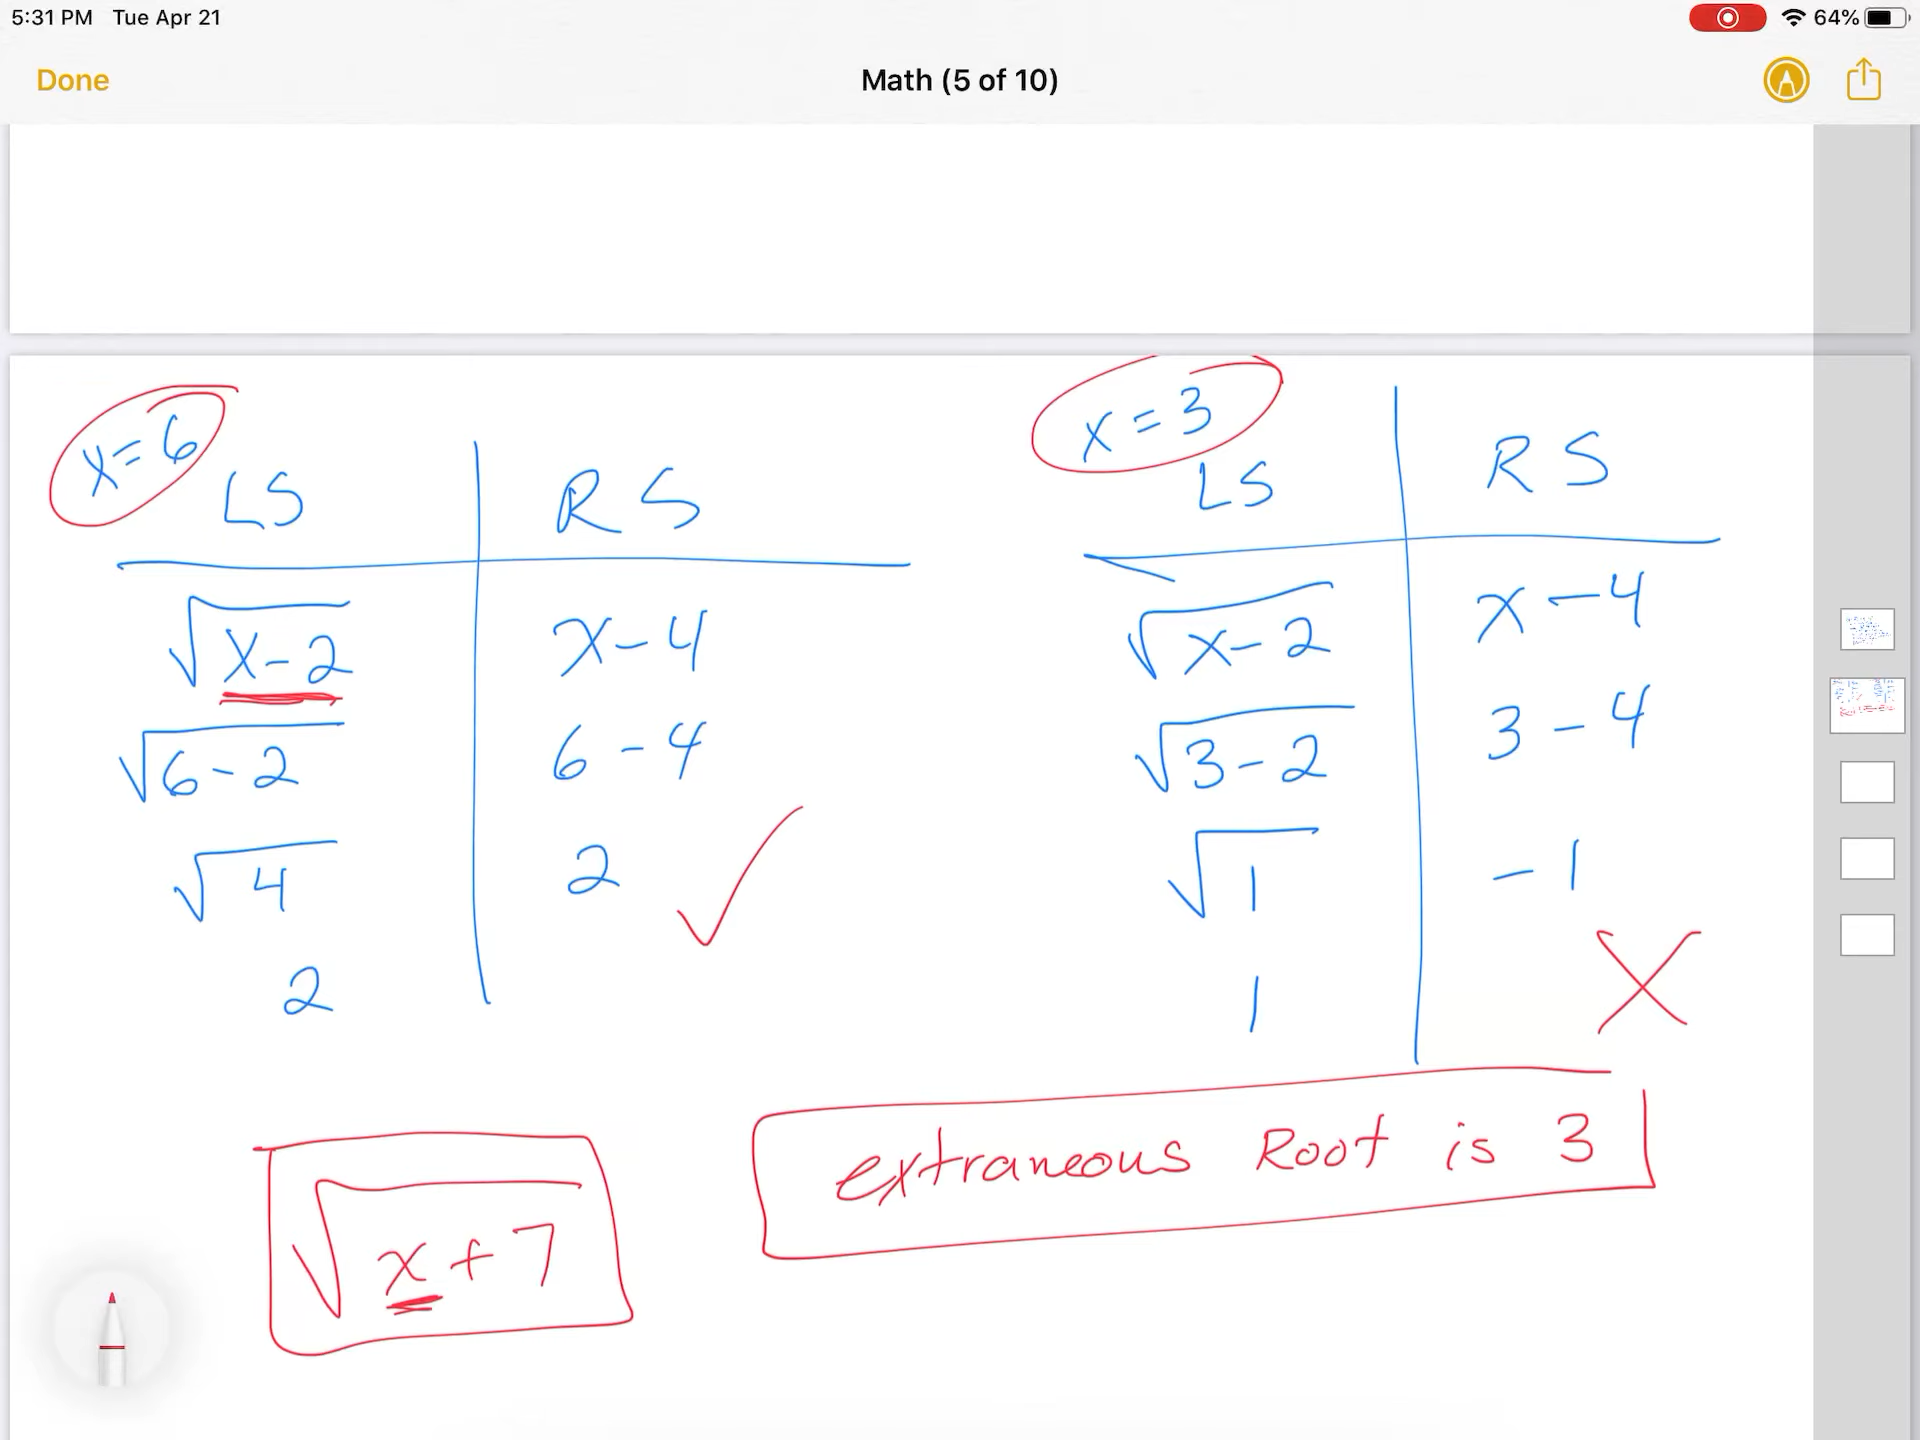 5:31 PM Tue Apr 21
64%
Done
Math (5 of 10)
x=6
LS
RS
√x-2
x-4
√6-2
6-4
√4
2
2
x=3
LS
RS
√x-2
x-4
√3-2
3-4
√1
-1
1
extraneous Root is 3
√x+7